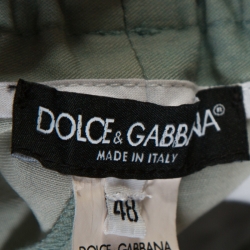 DOLCE & GABBANA®
MADE IN ITALY
48
DOLCE GABBANA